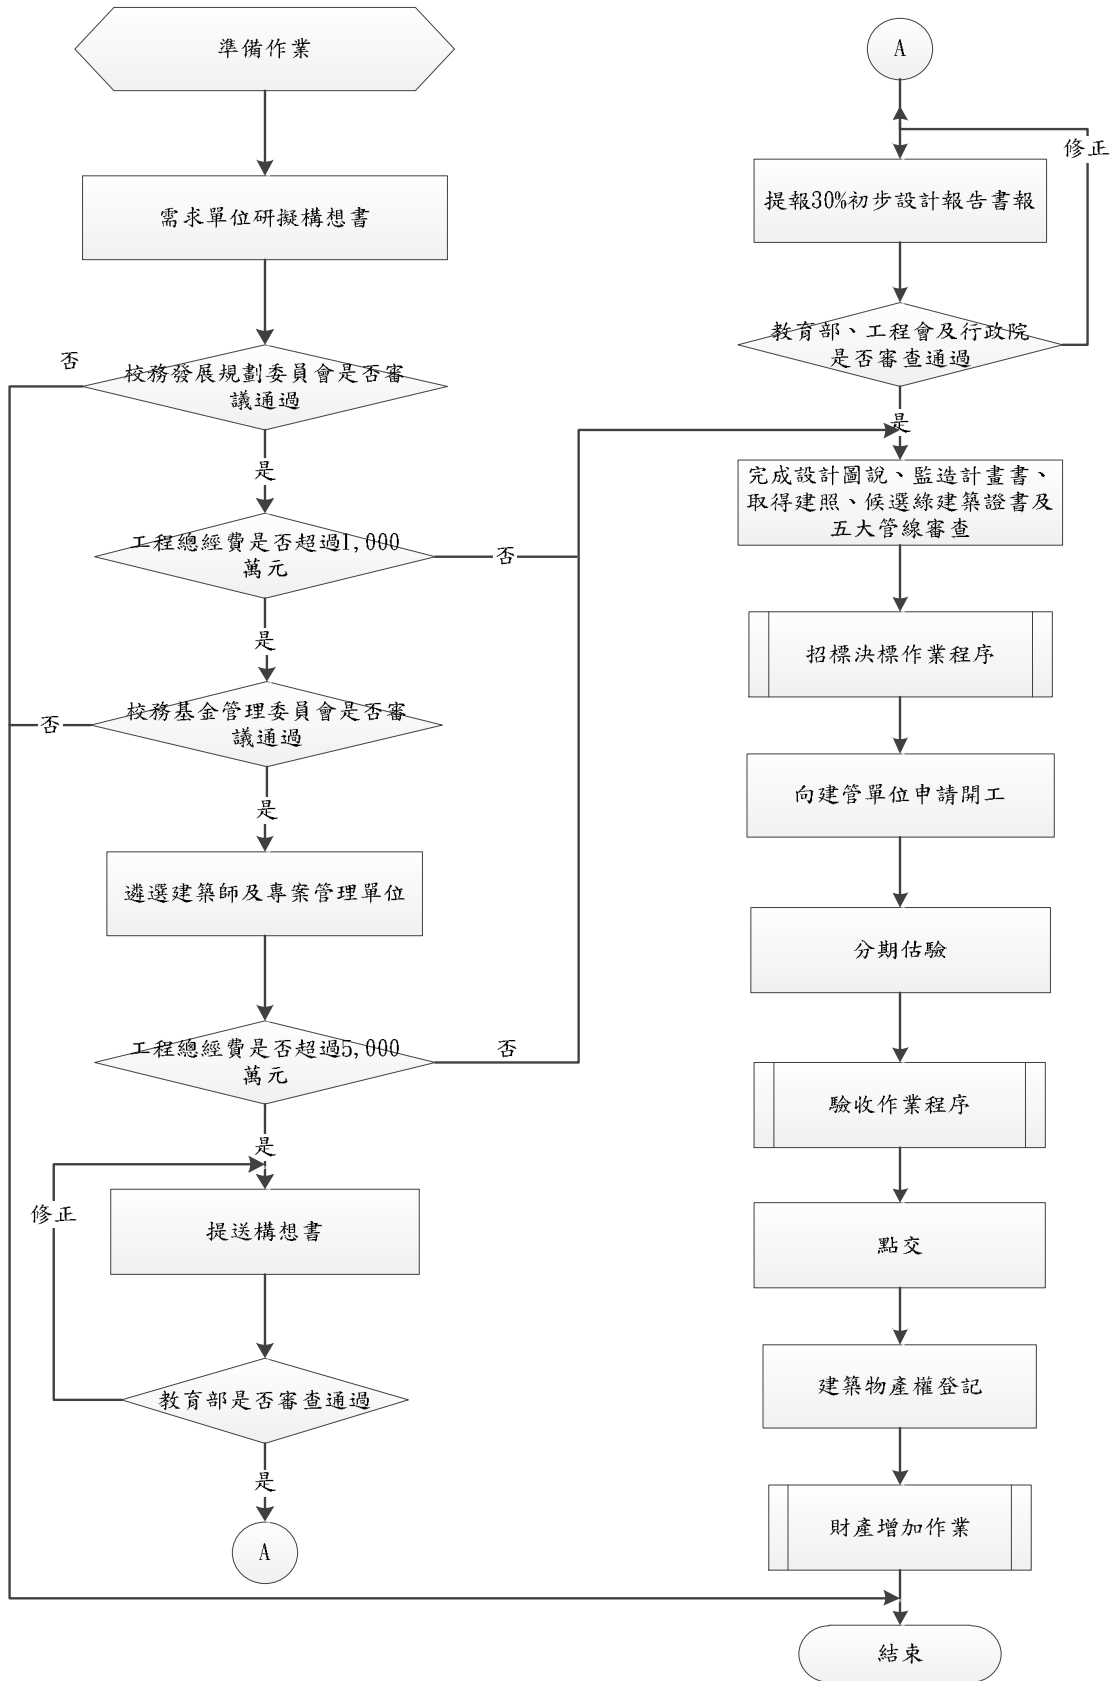 準備作業
需求單位研擬構想書
否
校務發展規劃委員會是否審
議通過
是
工程總經費是否超過1,000
萬元
否
是
校務基金管理委員會是否審
議通過
否
是
遴選建築師及專案管理單位
工程總經費是否超過5,000
萬元
否
是
修正
提送構想書
教育部是否審查通過
是
A
A
修正
提報30%初步設計報告書報
教育部、工程會及行政院
是否審查通過
是
完成設計圖說、監造計畫書、
取得建照、候選綠建築證書及
五大管線審查
招標決標作業程序
向建管單位申請開工
分期估驗
驗收作業程序
點交
建築物產權登記
財產增加作業
結束